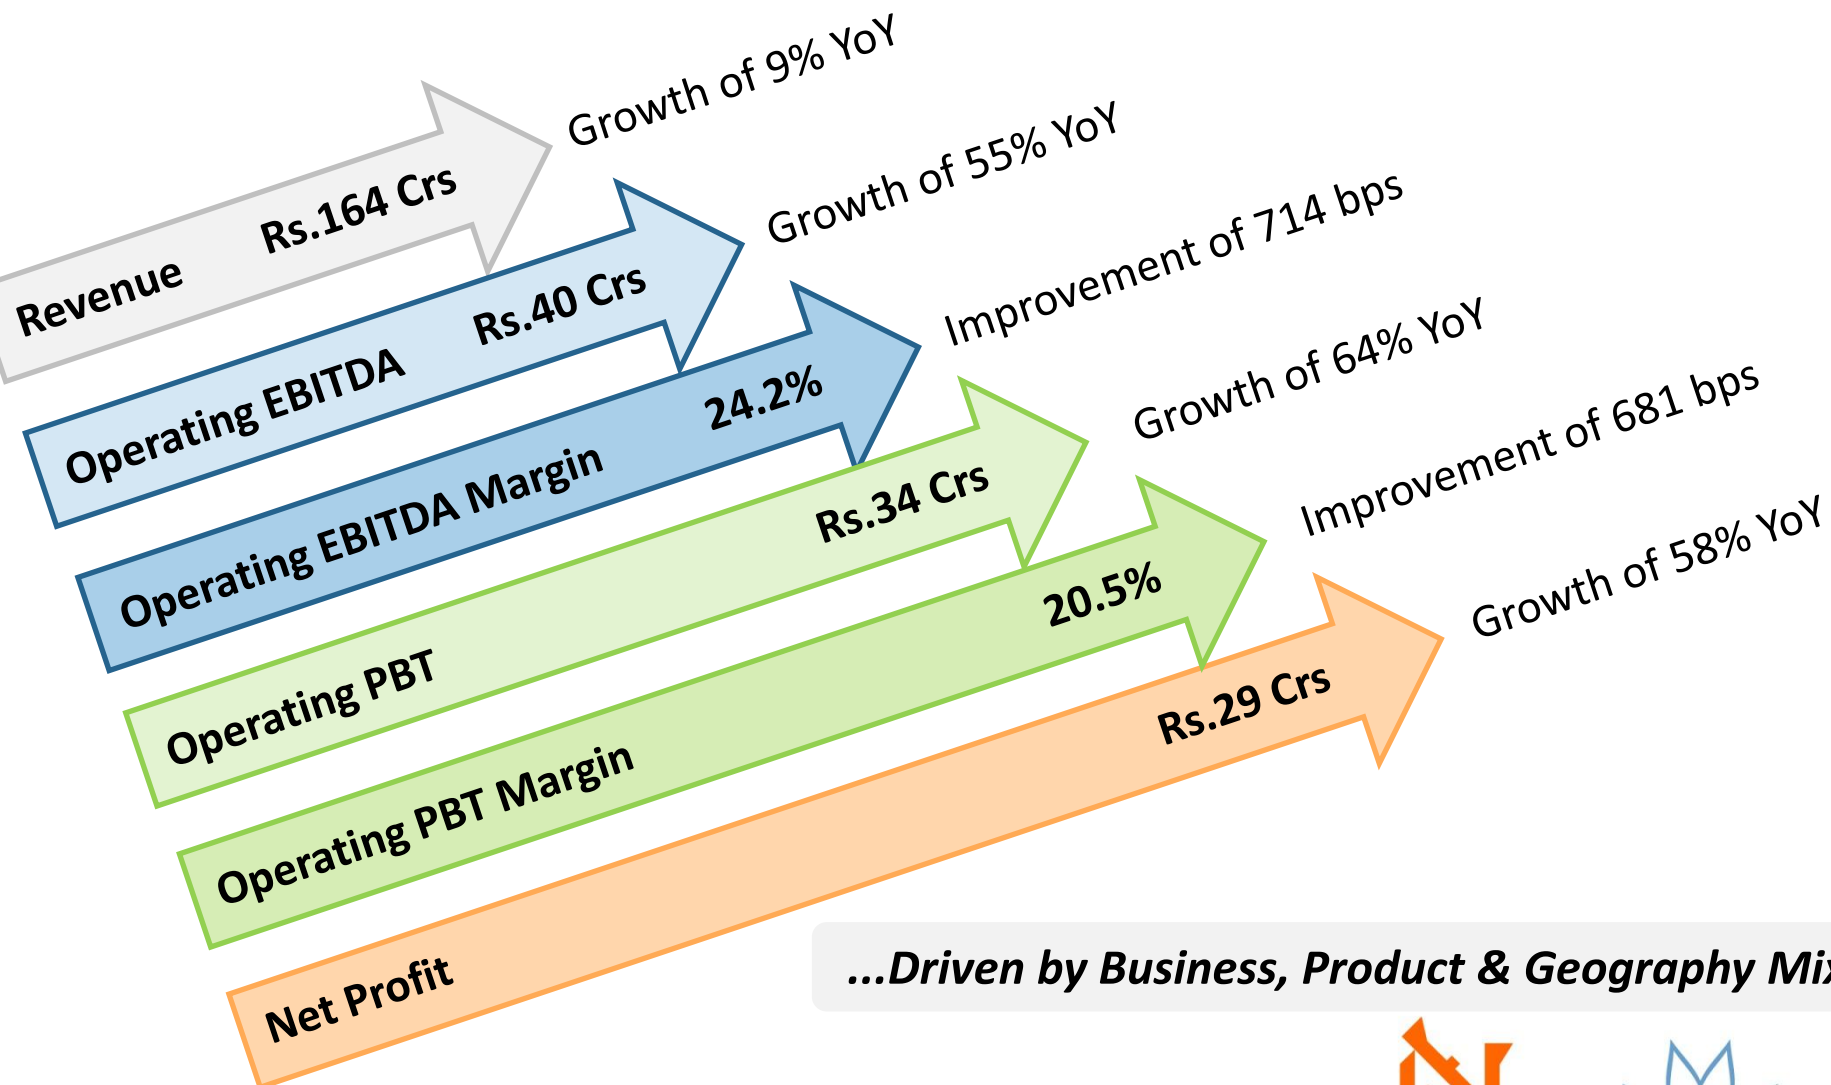 Revenue Rs.164 Crs Growth of 9% YoY
Operating EBITDA Rs.40 Crs Growth of 55% YoY
Operating EBITDA Margin 24.2% Improvement of 714 bps
Operating PBT Rs.34 Crs Growth of 64% YoY
Operating PBT Margin 20.5% Improvement of 681 bps
Net Profit Rs.29 Crs Growth of 58% YoY
...Driven by Business, Product & Geography Mix